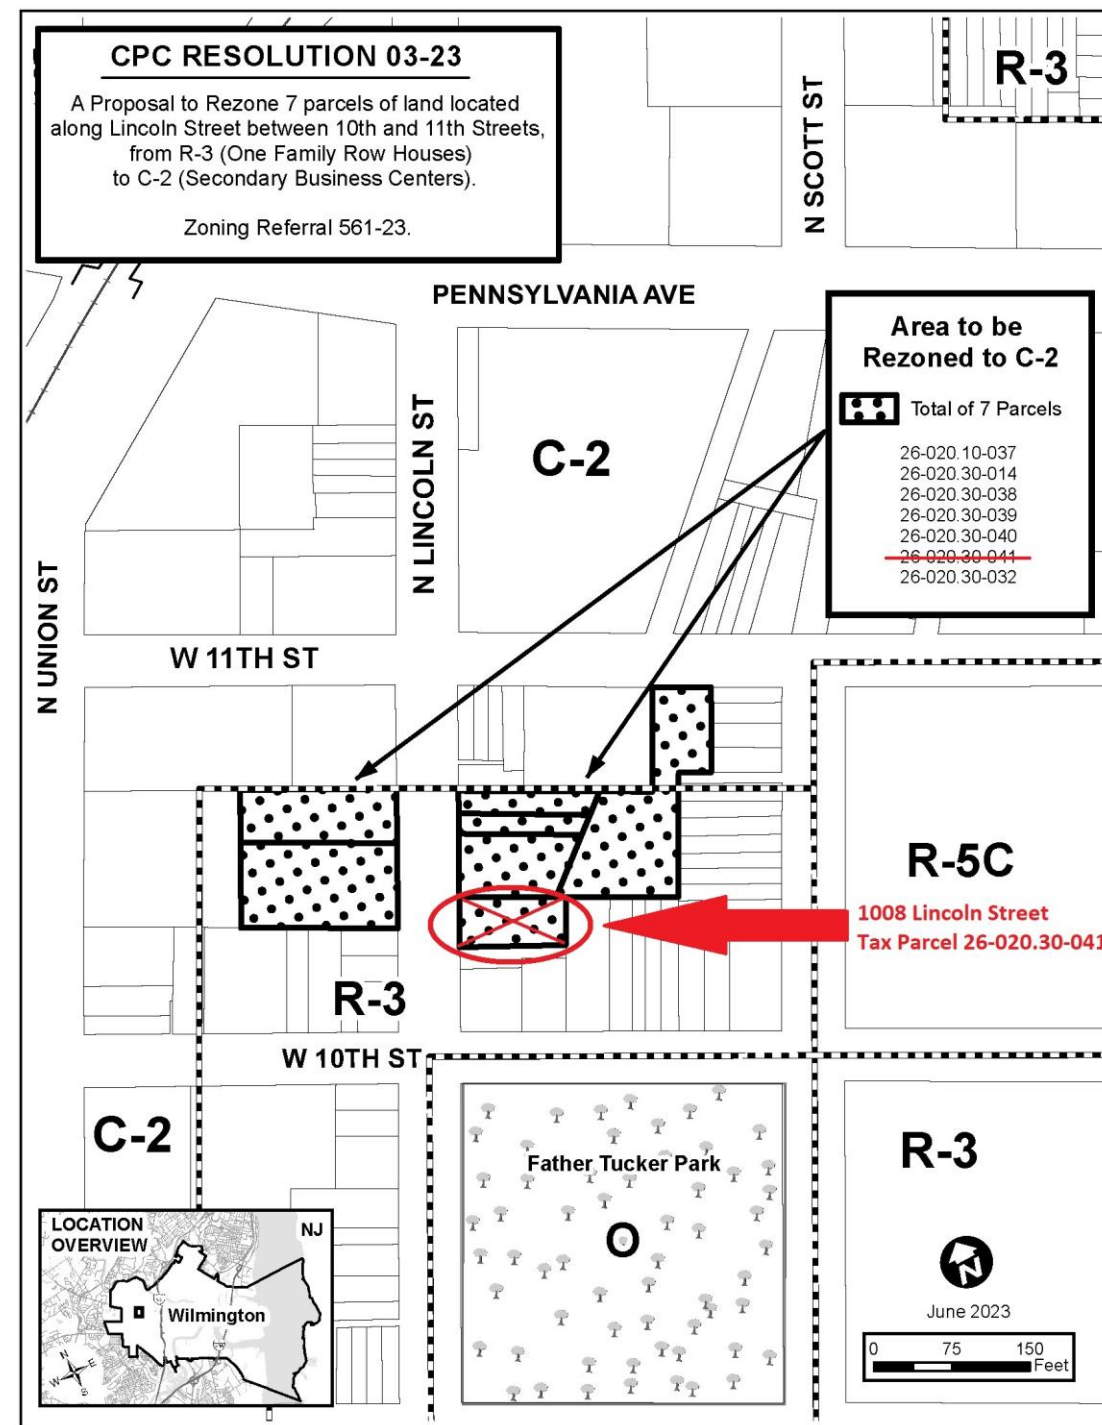 CPC RESOLUTION 03-23
A Proposal to Rezone 7 parcels of land located
along Lincoln Street between 10th and 11th Streets,
from R-3 (One Family Row Houses)
to C-2 (Secondary Business Centers).
Zoning Referral 561-23.
R-3
N SCOTT ST
PENNSYLVANIA AVE
Area to be
Rezoned to C-2
Total of 7 Parcels
26-020.10-037
26-020.30-014
26-020.30-038
26-020.30-039
26-020.30-040
26-020.30-041
26-020.30-032
N LINCOLN ST
C-2
N UNION ST
W 11TH ST
R-5C
1008 Lincoln Street
Tax Parcel 26-020.30-041
R-3
W 10TH ST
C-2
Father Tucker Park
O
R-3
LOCATION
OVERVIEW
NJ
Wilmington
N
E
W
S
N
June 2023
0 75 150
Feet